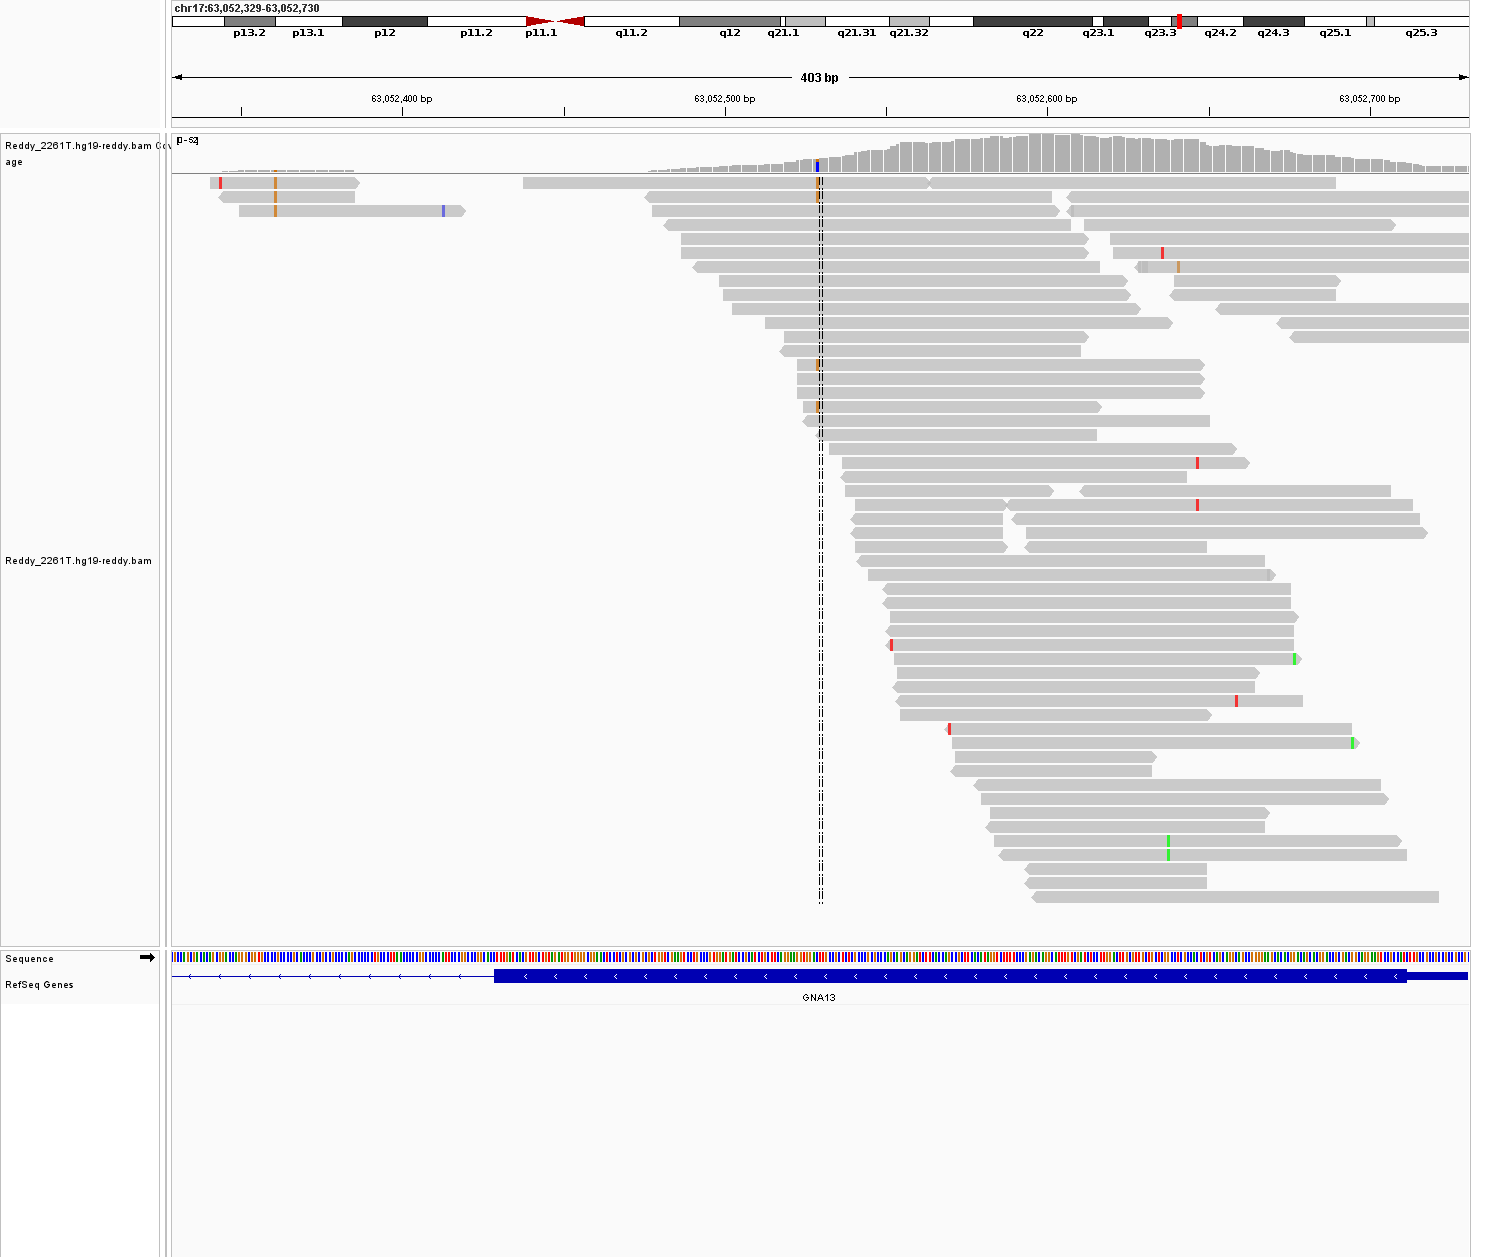 chr17:63,052,329-63,052,730
p13.2 p13.1 p12 p11.2 p11.1 q11.2 q12 q21.1 q21.31 q21.32 q22 q23.1 q23.3 q24.2 q24.3 q25.1 q25.3
403 bp
63,052,400 bp 63,052,500 bp 63,052,600 bp 63,052,700 bp
Reddy_2261T.hg19-reddy.bam Cov
age
[0-52]
Reddy_2261T.hg19-reddy.bam
Sequence
RefSeq Genes
GNA13